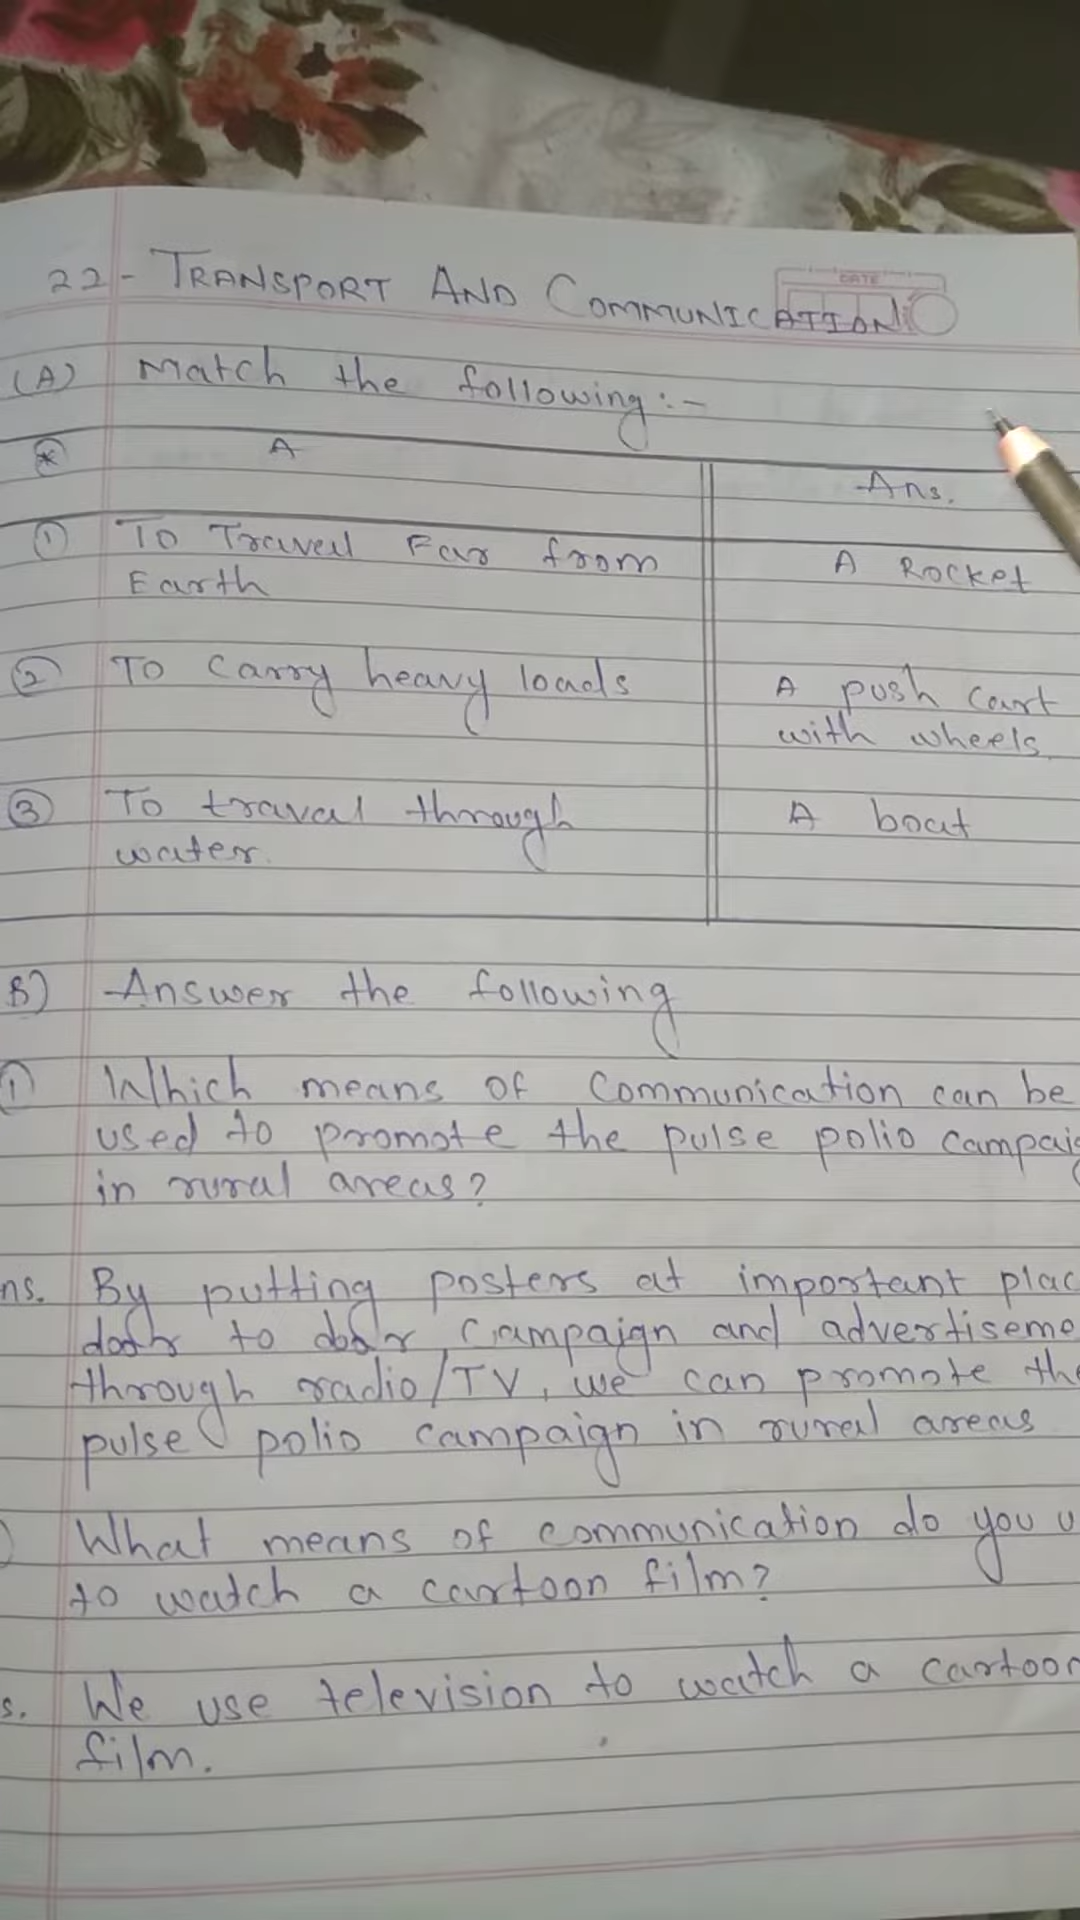 22- TRANSPORT AND COMMUNICATION
DATE
(A) Match the following:-
* A
Ans.
① To Travell Far from
Earth
A Rocket
② To carry heavy loads
A push cart
with wheels.
③ To traval through
water.
A boat
B) Answer the following
① Which means of communication can be
used to promote the pulse polio campaig
in rural areas?
ns. By putting posters at important plac
door to door campaign and advertiseme
through radio/TV, we can promote the
pulse polio campaign in rural areas
) What means of communication do you u
to watch a cartoon film?
s. We use television to watch a cartoon
film.